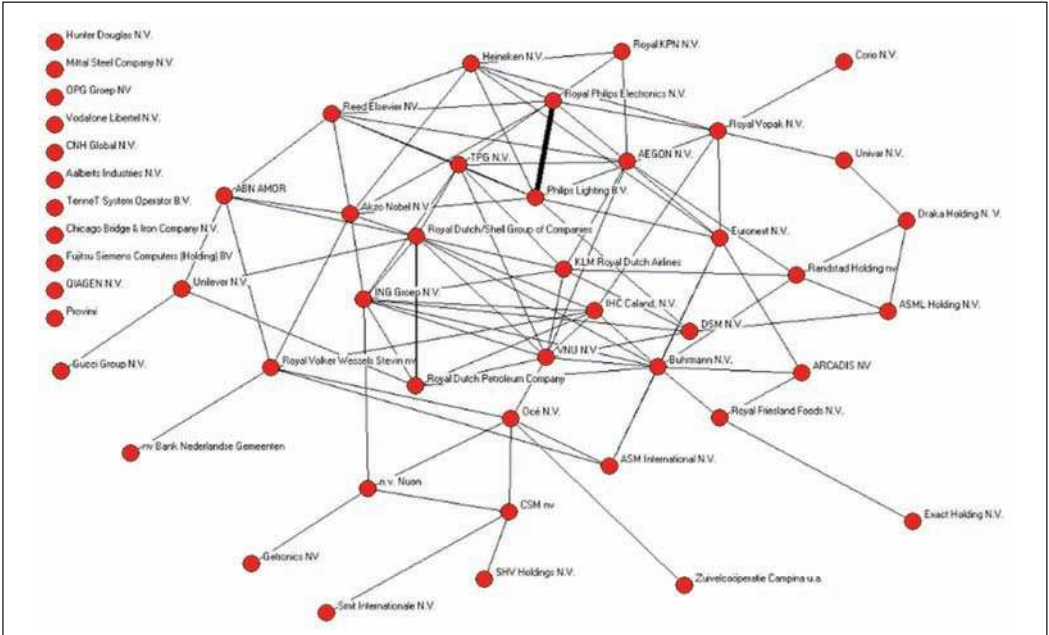 Hunter Douglas N.V.
Mittal Steel Company N.V.
OPG Groep NV
Vodafone Libertel N.V.
CNH Global N.V.
Aalberts Industries N.V.
TenneT System Operator B.V.
Chicago Bridge & Iron Company N.V.
Fujitsu Siemens Computers (Holding) BV
QIAGEN N.V.
Provimi
Heineken N.V.
Royal KPN N.V.
Corio N.V.
Royal Philips Electronics N.V.
Reed Elsevier NV
Royal Vopak N.V.
TPG N.V.
AEGON N.V.
Univar N.V.
ABN AMOR
Philips Lighting B.V.
Akzo Nobel N.V.
Draka Holding N.V.
Royal Dutch/Shell Group of Companies
Euronext N.V.
KLM Royal Dutch Airlines
Randstad Holding nv
Unilever N.V.
ING Groep N.V.
IHC Caland, N.V.
ASML Holding N.V.
DSM N.V.
VNU N.V.
Gucci Group N.V.
Royal Volker Wessels Stevin nv
Buhrmann N.V.
ARCADIS NV
Royal Dutch Petroleum Company
Océ N.V.
Royal Friesland Foods N.V.
nv Bank Nederlandse Gemeenten
ASM International N.V.
n.v. Nuon
CSM nv
Exact Holding N.V.
Getronics NV
SHV Holdings N.V.
Zuivelcoöperatie Campina u.a.
Smit Internationale N.V.